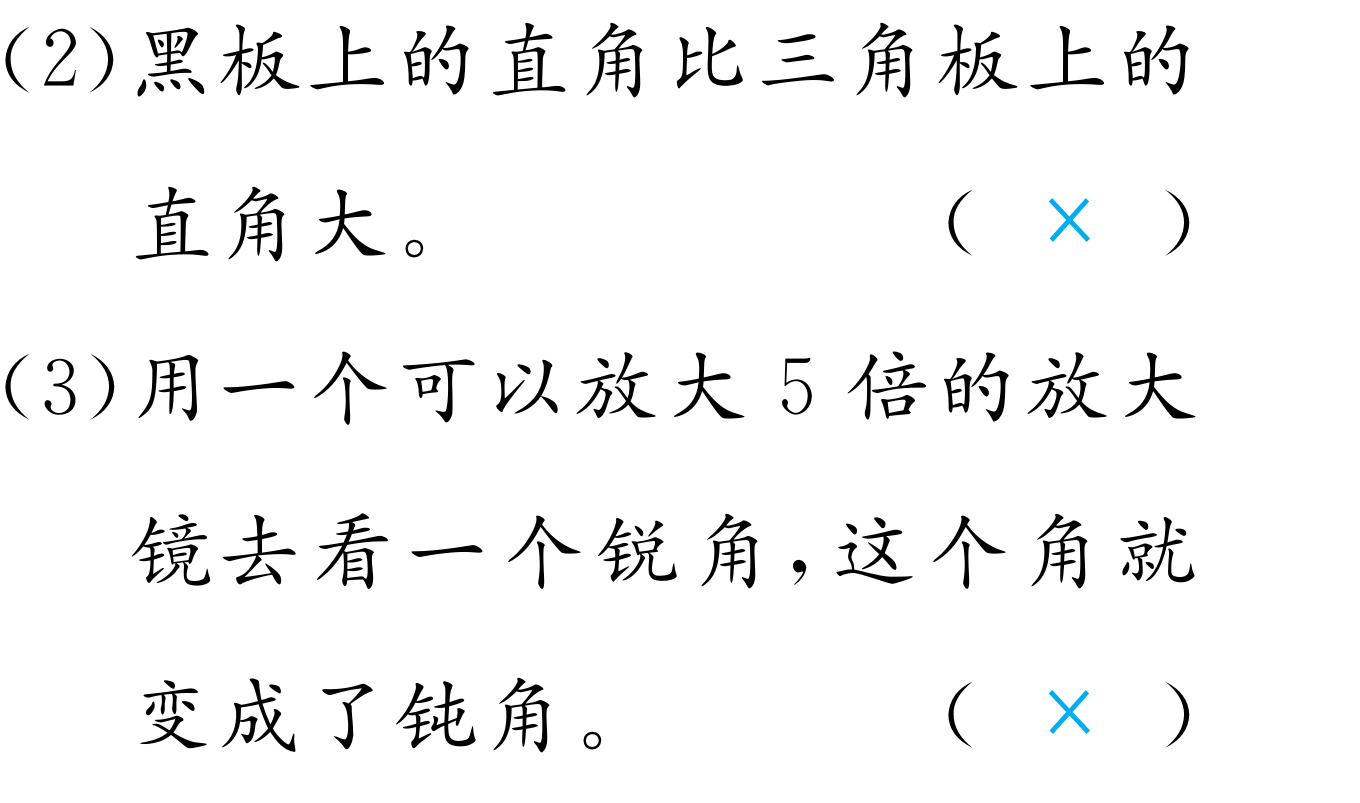 (2)黑板上的直角比三角板上的
直角大。 ( × )
(3)用一个可以放大 5 倍的放大
镜去看一个锐角,这个角就
变成了钝角。 ( × )